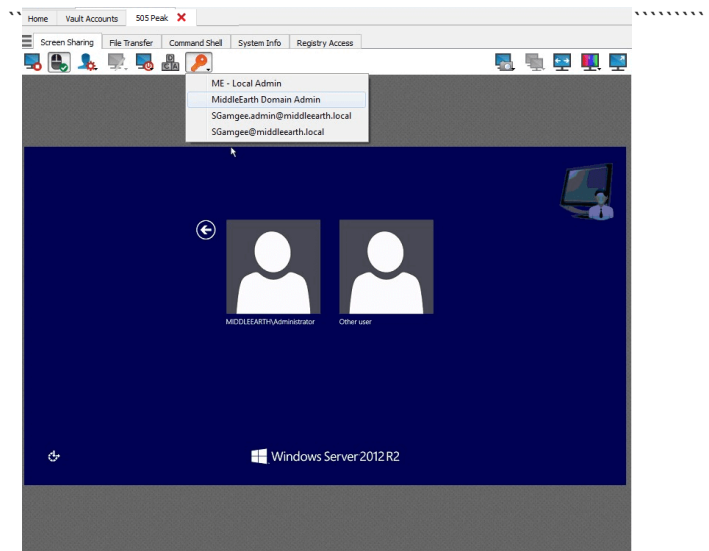 Home Vault Accounts 505 Peak
Screen Sharing File Transfer Command Shell System Info Registry Access
ME - Local Admin
MiddleEarth Domain Admin
SGamgee.admin@middleearth.local
SGamgee@middleearth.local
MIDDLEEARTH\Administrator Other user
Windows Server 2012 R2